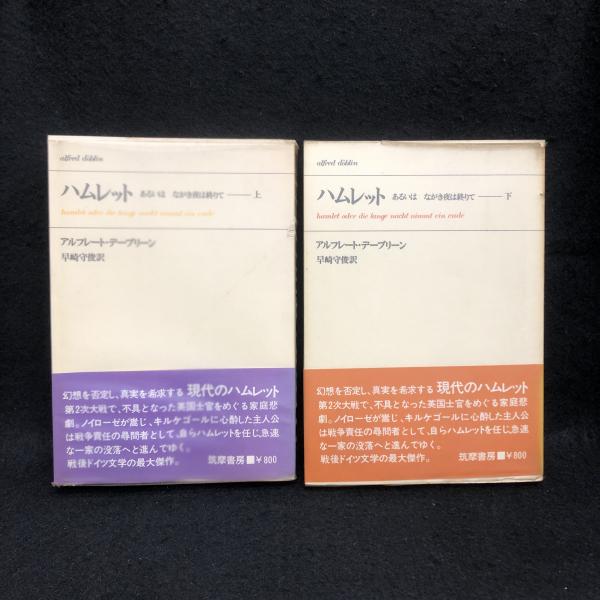 alfred döblin
ハムレット あるいは ながき夜は終りて──上
hamlet oder die lange nacht nimmt ein ende
アルフレート・デーブリーン
早崎守俊訳
幻想を否定し、真実を希求する 現代のハムレット
第2次大戦で、不具となった英国士官をめぐる家庭悲
劇。ノイローゼが嵩じ、キルケゴールに心酔した主人公
は戦争責任の尋問者として、自らハムレットを任じ急速
な一家の没落へと進んでゆく。
戦後ドイツ文学の最大傑作。 筑摩書房■¥800
alfred döblin
ハムレット あるいは ながき夜は終りて──下
hamlet oder die lange nacht nimmt ein ende
アルフレート・デーブリーン
早崎守俊訳
幻想を否定し、真実を希求する 現代のハムレット
第2次大戦で、不具となった英国士官をめぐる家庭悲
劇。ノイローゼが嵩じ、キルケゴールに心酔した主人公
は戦争責任の尋問者として、自らハムレットを任じ急速
な一家の没落へと進んでゆく。
戦後ドイツ文学の最大傑作。 筑摩書房■¥800